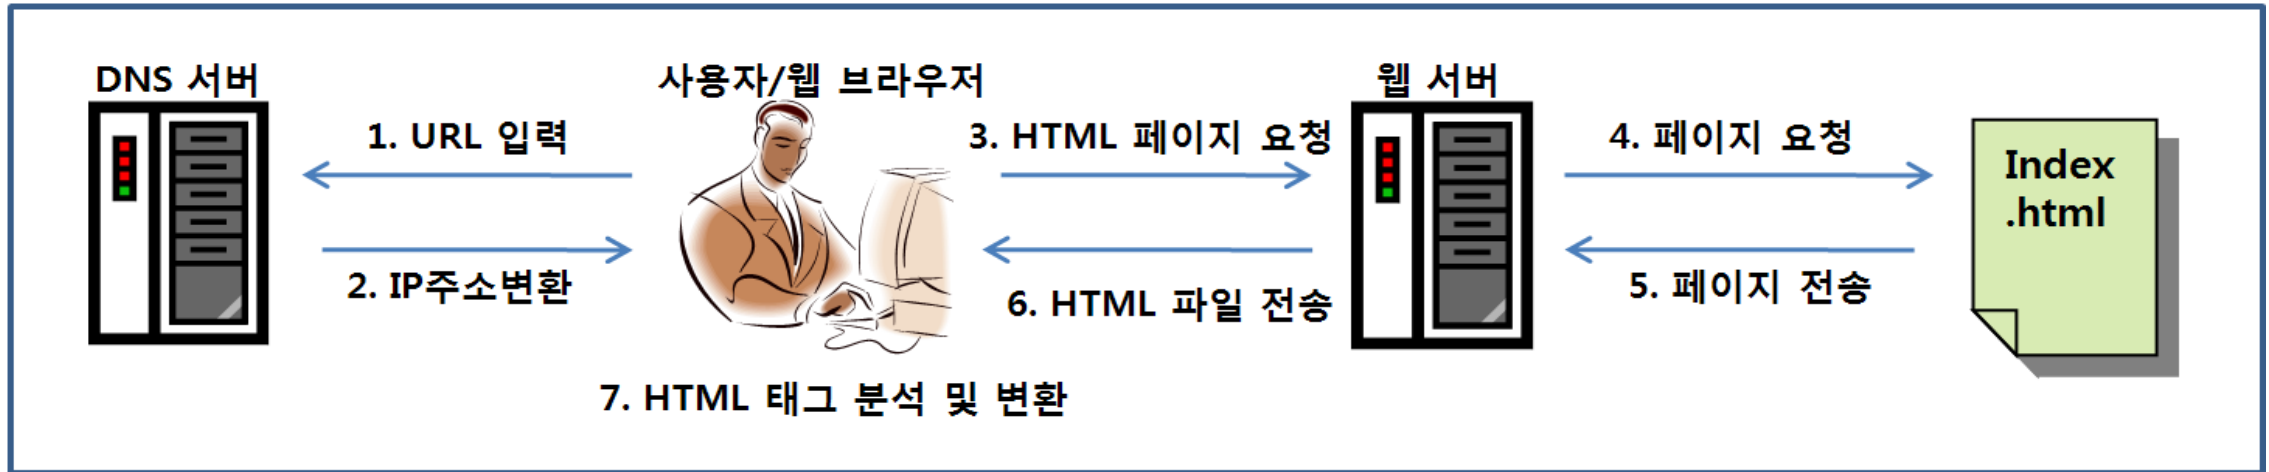 DNS 서버
사용자/웹 브라우저
웹 서버
1. URL 입력
3. HTML 페이지 요청
4. 페이지 요청
Index
.html
2. IP주소변환
6. HTML 파일 전송
5. 페이지 전송
7. HTML 태그 분석 및 변환